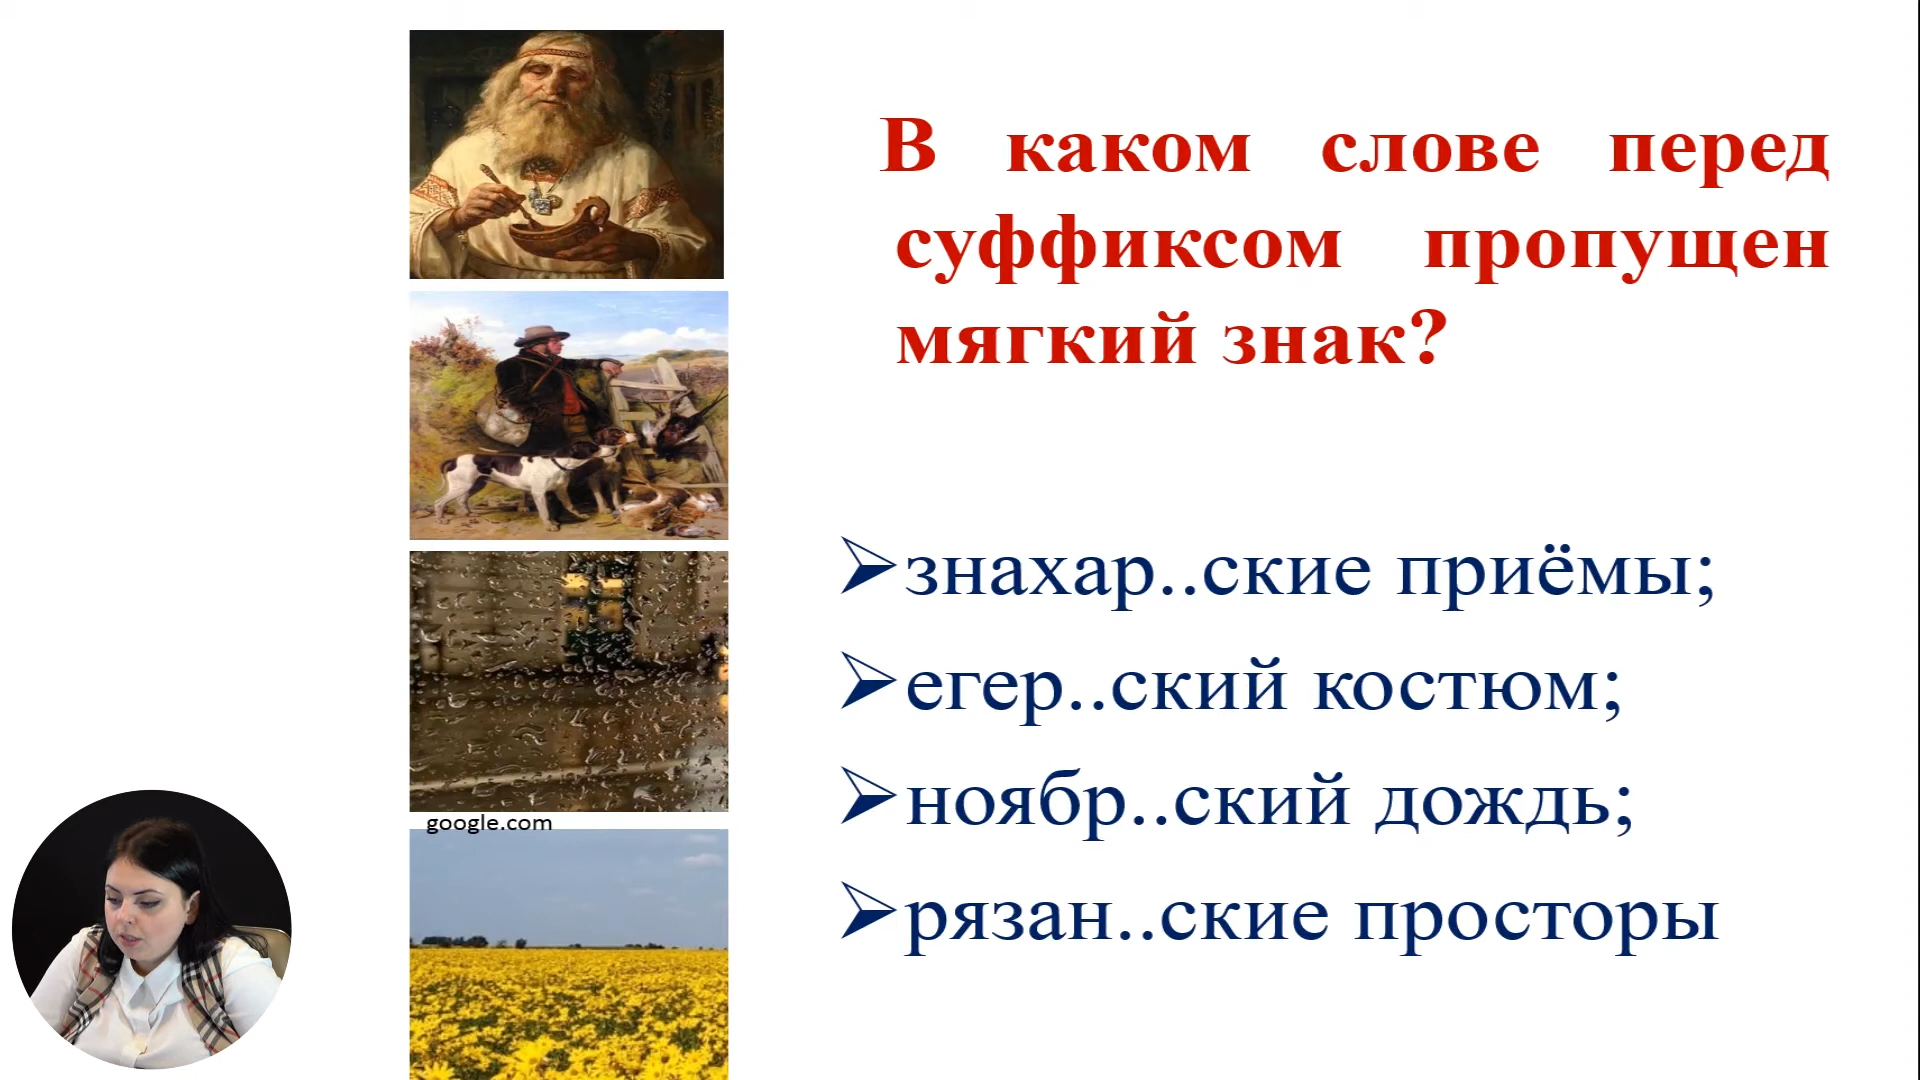 В каком слове перед
суффиксом пропущен
мягкий знак?
знахар..ские приёмы;
егер..ский костюм;
ноябр..ский дождь;
google.com
рязан..ские просторы